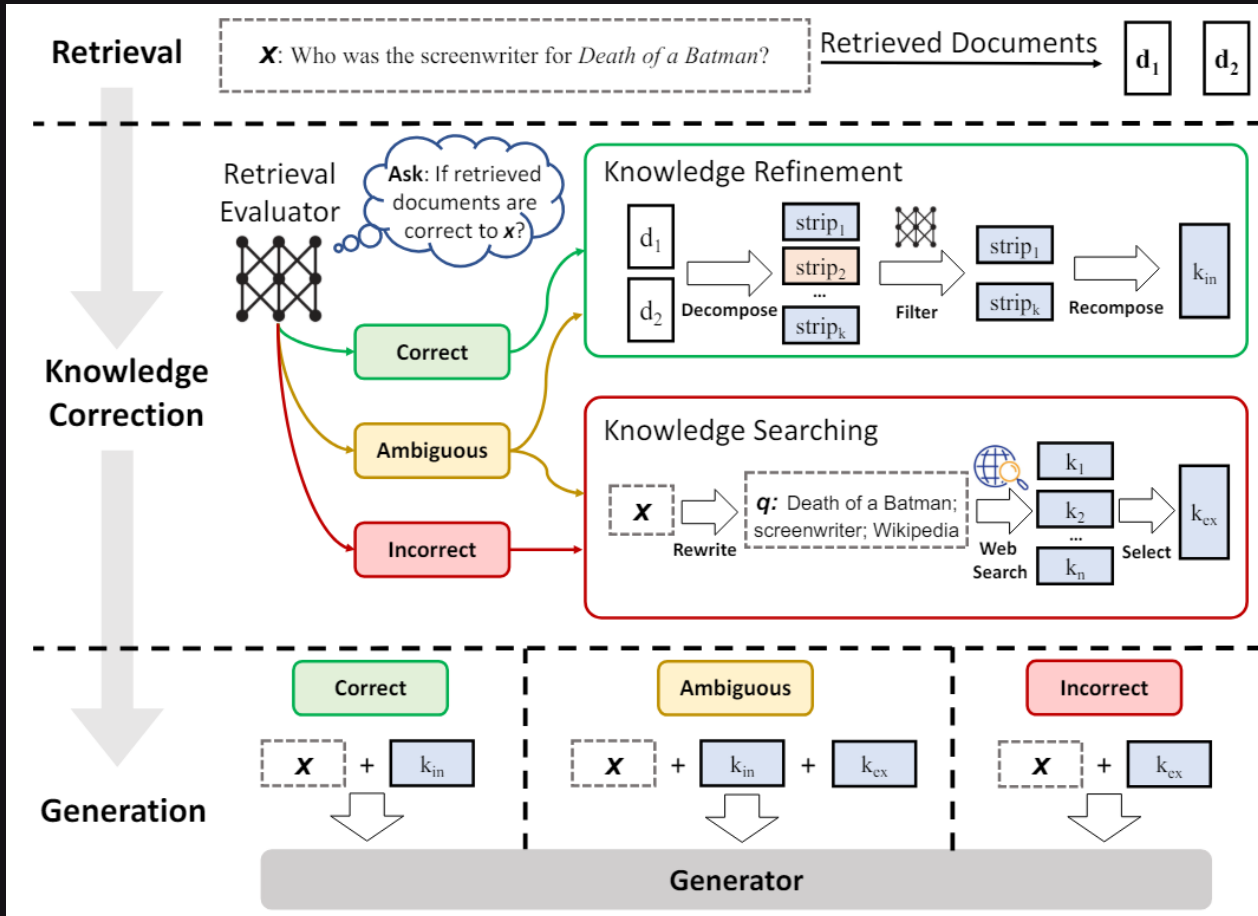 Retrieval
x: Who was the screenwriter for Death of a Batman?
Retrieved Documents
d1
d2
Retrieval
Evaluator
Ask: If retrieved
documents are
correct to x?
Knowledge
Correction
Correct
Ambiguous
Incorrect
Knowledge Refinement
d1
d2
Decompose
strip1
strip2
...
stripk
Filter
strip1
stripk
Recompose
kin
Knowledge Searching
x
Rewrite
q: Death of a Batman;
screenwriter; Wikipedia
Web
Search
k1
k2
...
kn
Select
kex
Generation
Correct
x + kin
Ambiguous
x + kin + kex
Incorrect
x + kex
Generator